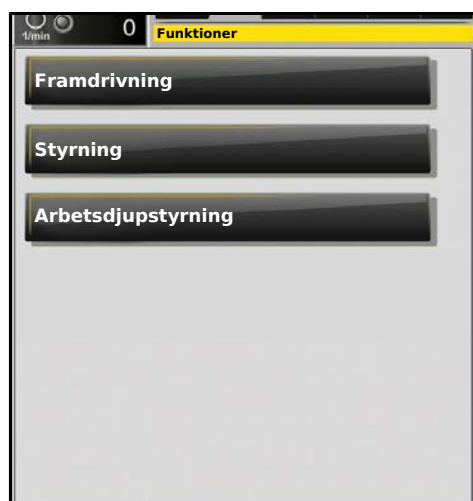 1/min
0
Funktioner
Framdrivning
Styrning
Arbetsdjupstyrning